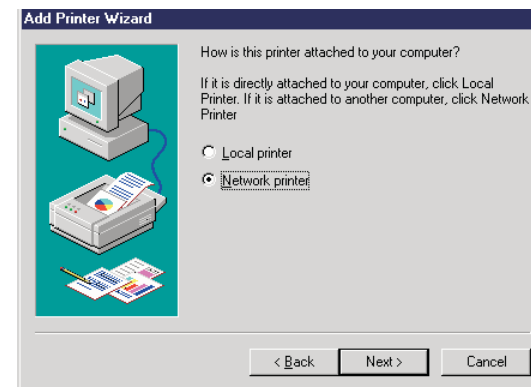 Add Printer Wizard
How is this printer attached to your computer?
If it is directly attached to your computer, click Local
Printer. If it is attached to another computer, click Network
Printer
Local printer
Network printer
< Back Next > Cancel